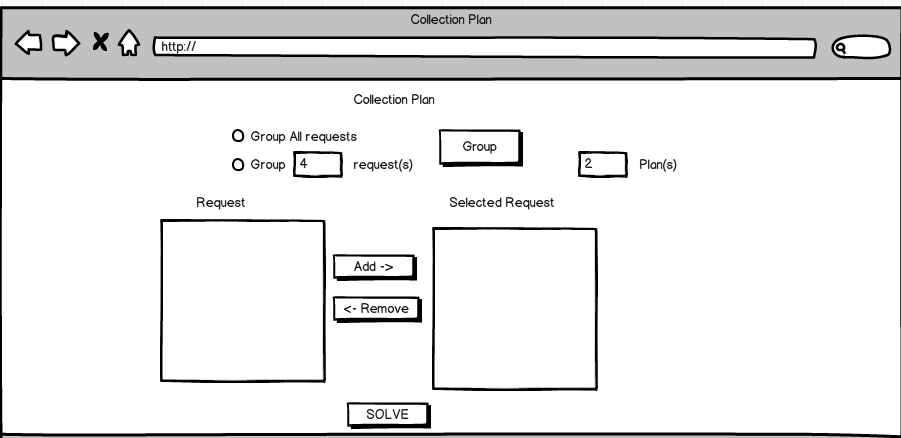 Collection Plan
http://
Collection Plan
Group All requests
Group 4 request(s)
Group
2 Plan(s)
Request
Selected Request
Add ->
<- Remove
SOLVE